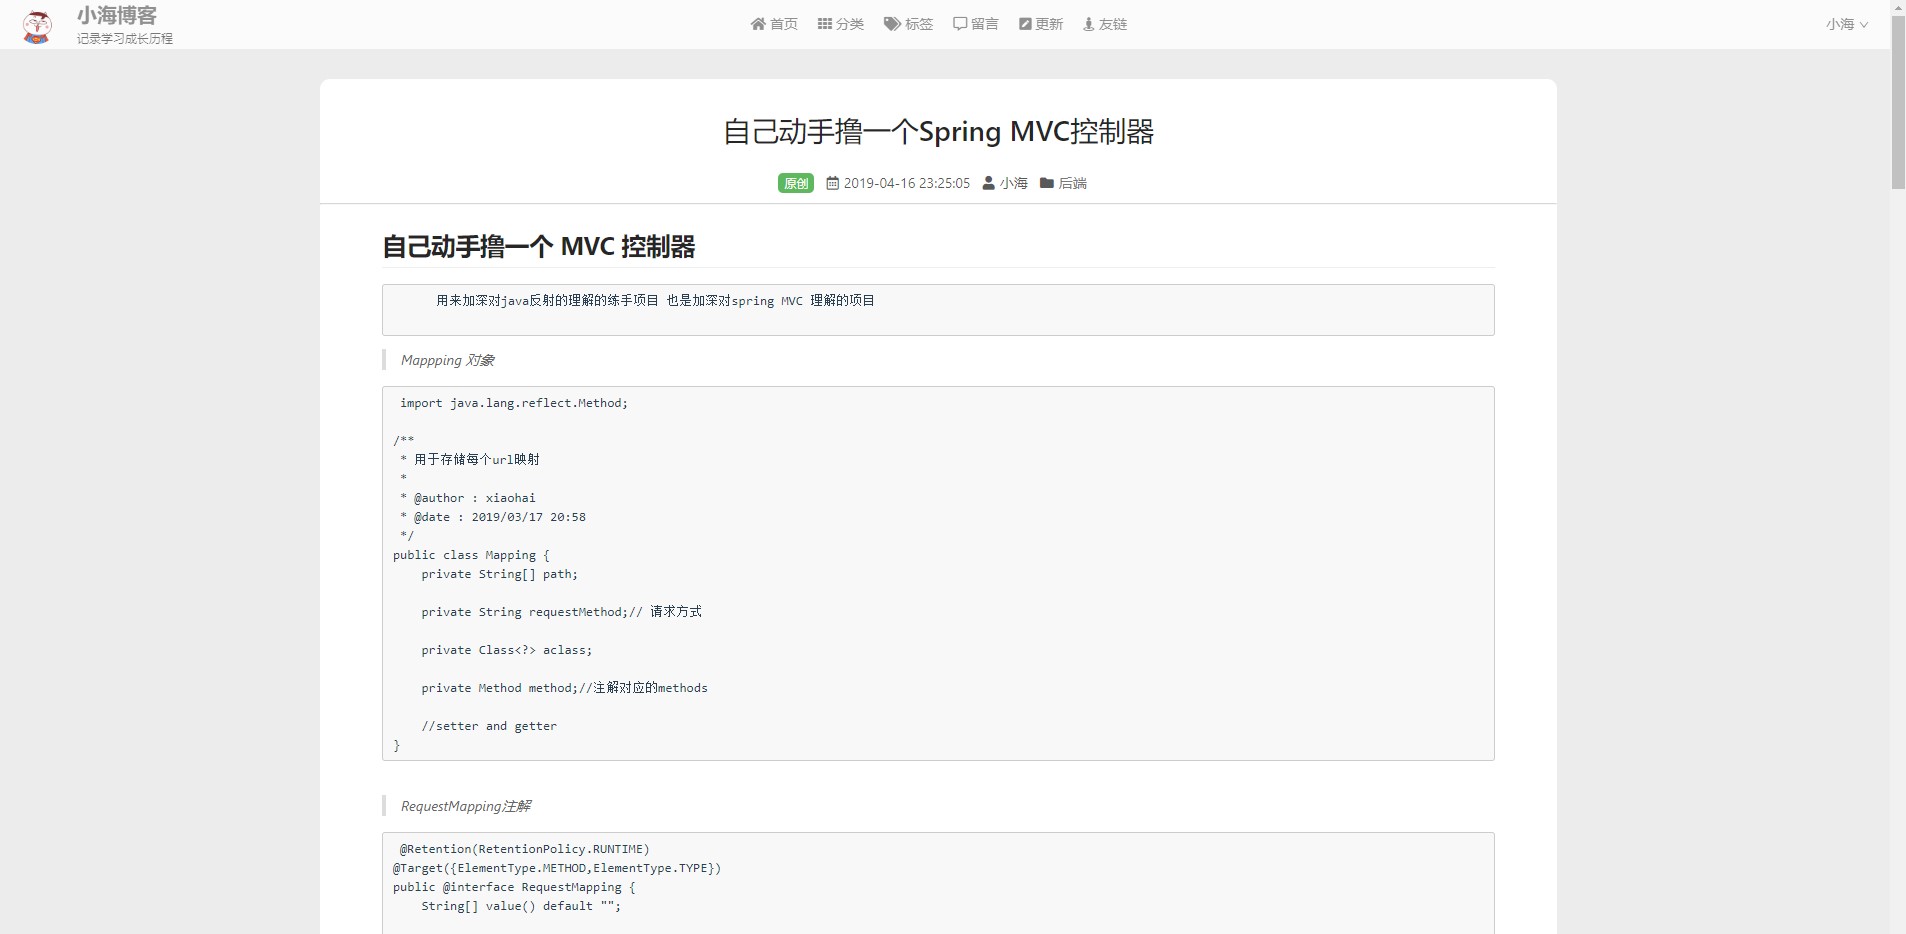 小海博客
记录学习成长历程
首页 分类 标签 留言 更新 友链
小海
自己动手撸一个Spring MVC控制器
原创 2019-04-16 23:25:05 小海 后端
自己动手撸一个 MVC 控制器
用来加深对java反射的理解的练手项目 也是加深对spring MVC 理解的项目
Mappping 对象
import java.lang.reflect.Method;
/**
* 用于存储每个url映射
*
* @author : xiaohai
* @date : 2019/03/17 20:58
*/
public class Mapping {
private String[] path;
private String requestMethod;// 请求方式
private Class<?> aclass;
private Method method;//注解对应的methods
//setter and getter
}
RequestMapping注解
@Retention(RetentionPolicy.RUNTIME)
@Target({ElementType.METHOD,ElementType.TYPE})
public @interface RequestMapping {
String[] value() default "";